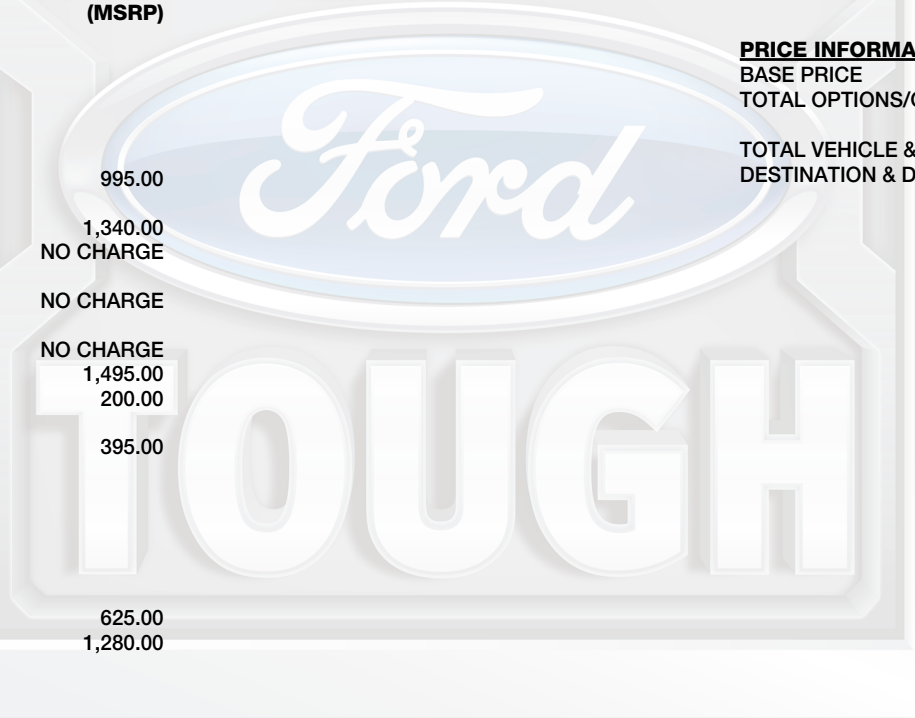 (MSRP)
995.00
1,340.00
NO CHARGE
NO CHARGE
NO CHARGE
1,495.00
200.00
395.00
625.00
1,280.00
PRICE INFORMA
BASE PRICE
TOTAL OPTIONS/
TOTAL VEHICLE &
DESTINATION & D
Ford
TOUGH